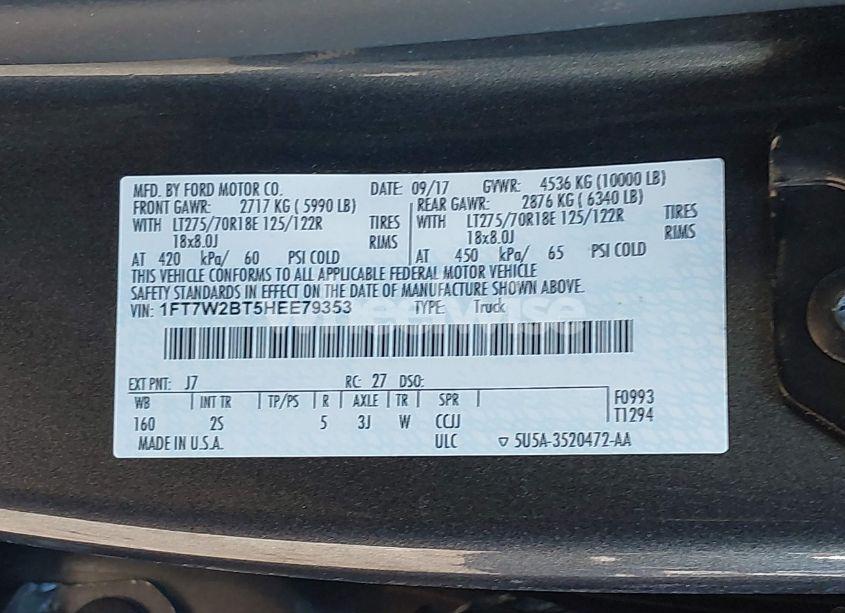 MFD. BY FORD MOTOR CO. DATE: 09/17 GVWR: 4536 KG (10000 LB)
FRONT GAWR: 2717 KG ( 5990 LB) REAR GAWR: 2876 KG ( 6340 LB)
WITH LT275/70R18E 125/122R TIRES WITH LT275/70R18E 125/122R TIRES
18x8.0J RIMS 18x8.0J RIMS
AT 420 kPa/ 60 PSI COLD AT 450 kPa/ 65 PSI COLD
THIS VEHICLE CONFORMS TO ALL APPLICABLE FEDERAL MOTOR VEHICLE
SAFETY STANDARDS IN EFFECT ON THE DATE OF MANUFACTURE SHOWN ABOVE.
VIN: 1FT7W2BT5HEE79353 TYPE: Truck
EXT PNT: J7 RC: 27 DSO:
WB INT TR TP/PS R AXLE TR SPR F0993
160 2S 5 3J W CCJJ T1294
MADE IN U.S.A. ULC 5U5A-3520472-AA